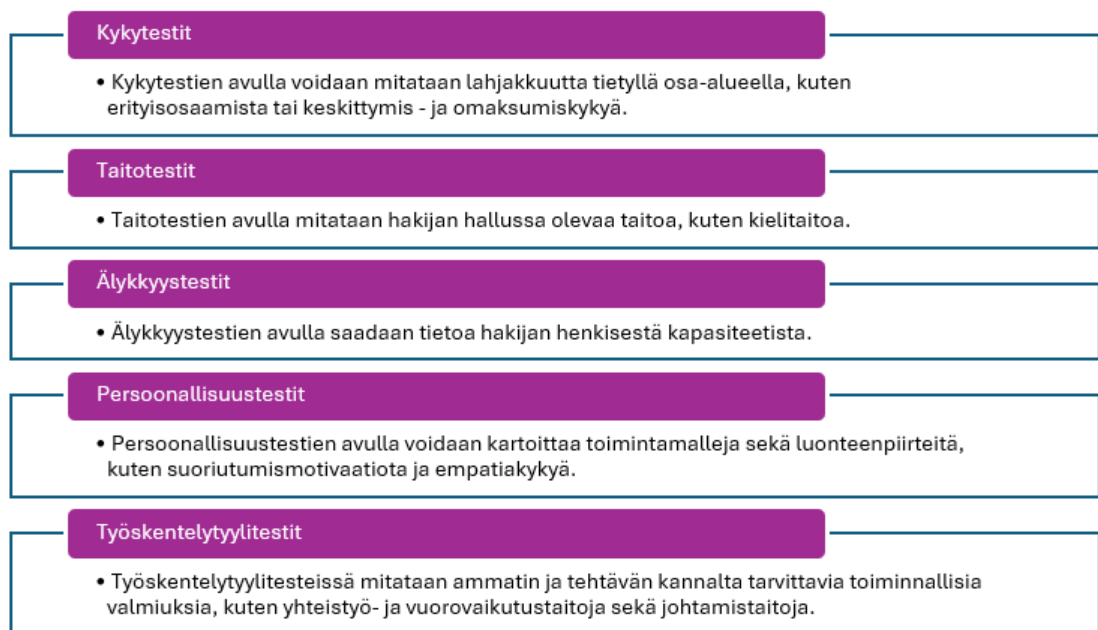 Kykytestit
• Kykytestien avulla voidaan mitataan lahjakkuutta tietyllä osa-alueella, kuten
erityisosaamista tai keskittymis - ja omaksumiskykyä.
Taitotestit
• Taitotestien avulla mitataan hakijan hallussa olevaa taitoa, kuten kielitaitoa.
Älykkyystestit
• Älykkyystestien avulla saadaan tietoa hakijan henkisestä kapasiteetista.
Persoonallisuustestit
• Persoonallisuustestien avulla voidaan kartoittaa toimintamalleja sekä luonteenpiirteitä,
kuten suoriutumismotivaatiota ja empatiakykyä.
Työskentelytyylitestit
• Työskentelytyylitesteissä mitataan ammatin ja tehtävän kannalta tarvittavia toiminnallisia
valmiuksia, kuten yhteistyö- ja vuorovaikutustaitoja sekä johtamistaitoja.